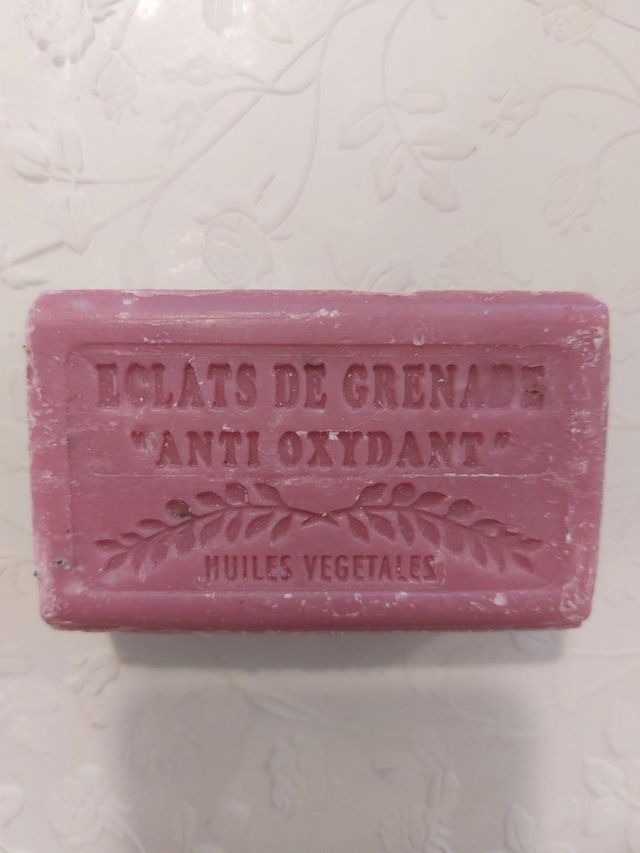 ECLATS DE GRENADE
"ANTI OXYDANT"
HUILES VEGETALES